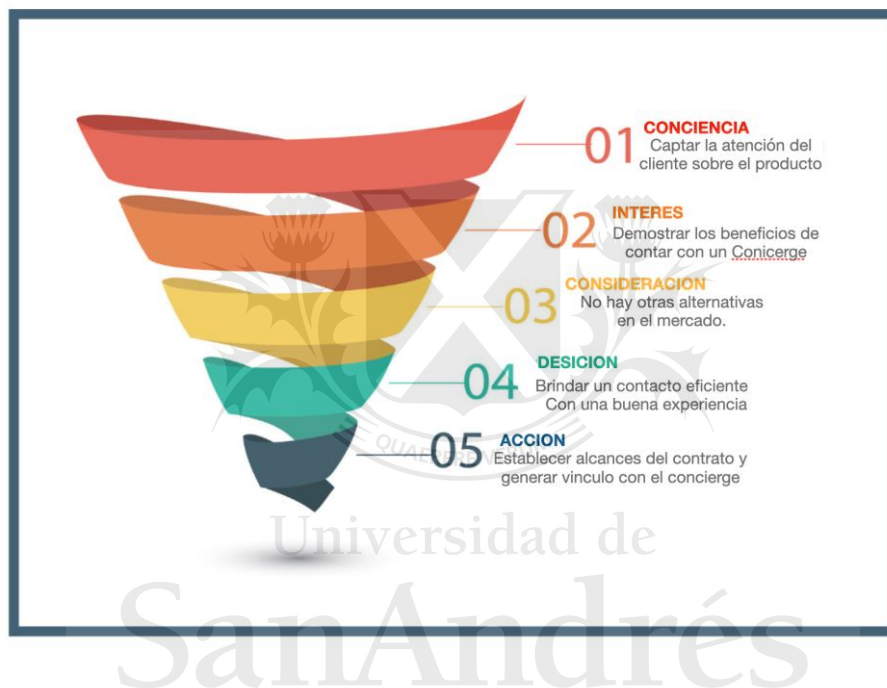 01 CONCIENCIA
Captar la atención del
cliente sobre el producto
02 INTERES
Demostrar los beneficios de
contar con un Conicerge
03 CONSIDERACION
No hay otras alternativas
en el mercado.
04 DESICION
Brindar un contacto eficiente
Con una buena experiencia
05 ACCION
Establecer alcances del contrato y
generar vinculo con el concierge
Universidad de
SanAndrés